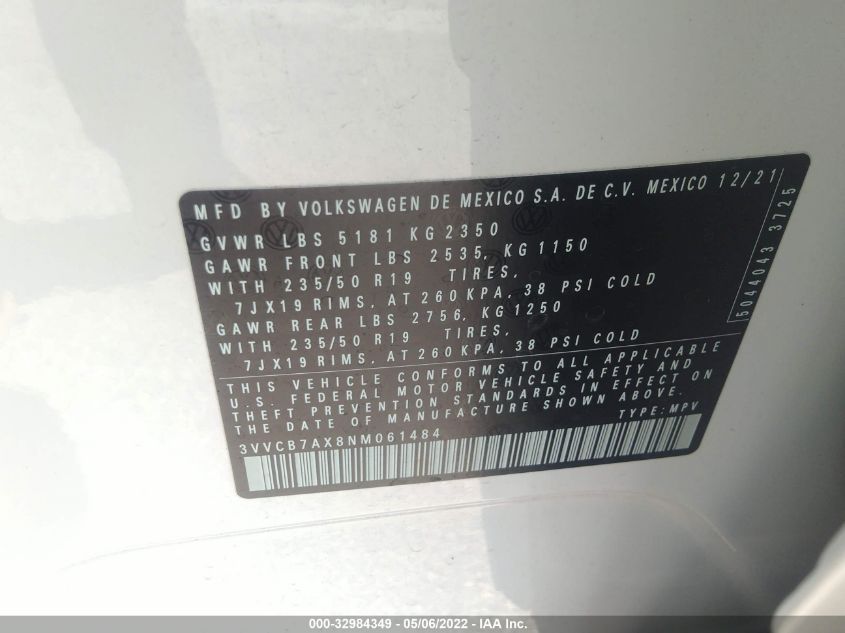 MFD BY VOLKSWAGEN DE MEXICO S.A. DE C.V. MEXICO 12/21
GVWR LBS 5181 KG 2350
GAWR FRONT LBS 2535, KG 1150
WITH 235/50 R19 TIRES,
7JX19 RIMS, AT 260 KPA, 38 PSI COLD
GAWR REAR LBS 2756, KG 1250
WITH 235/50 R19 TIRES,
7JX19 RIMS, AT 260 KPA, 38 PSI COLD
THIS VEHICLE CONFORMS TO ALL APPLICABLE
U.S. FEDERAL MOTOR VEHICLE SAFETY AND
THEFT PREVENTION STANDARDS IN EFFECT ON
THE DATE OF MANUFACTURE SHOWN ABOVE.
TYPE: MPV
3VVCB7AX8NM061484
5044043 3725
000-32984349 - 05/06/2022 - IAA Inc.